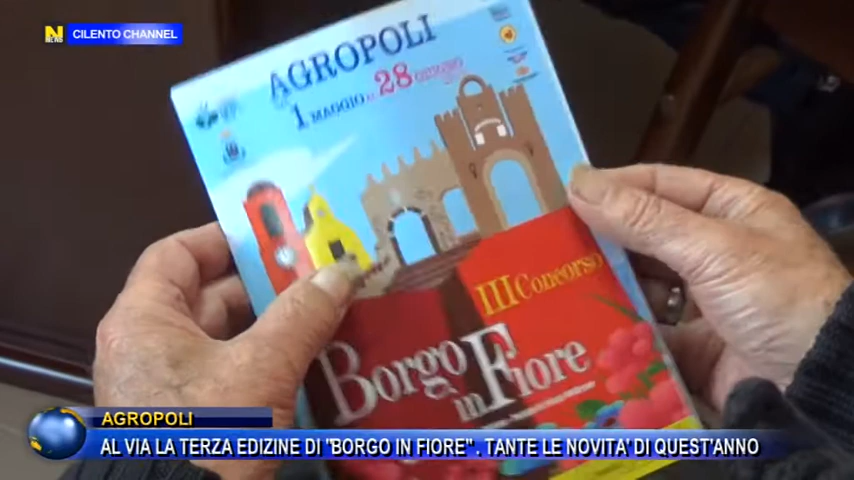 N
NEWS
CILENTO CHANNEL
AGROPOLI
1 MAGGIO 28 GIUGNO
III Concorso
Borgo
in Fiore
AGROPOLI
AL VIA LA TERZA EDIZINE DI "BORGO IN FIORE" . TANTE LE NOVITA' DI QUEST'ANNO